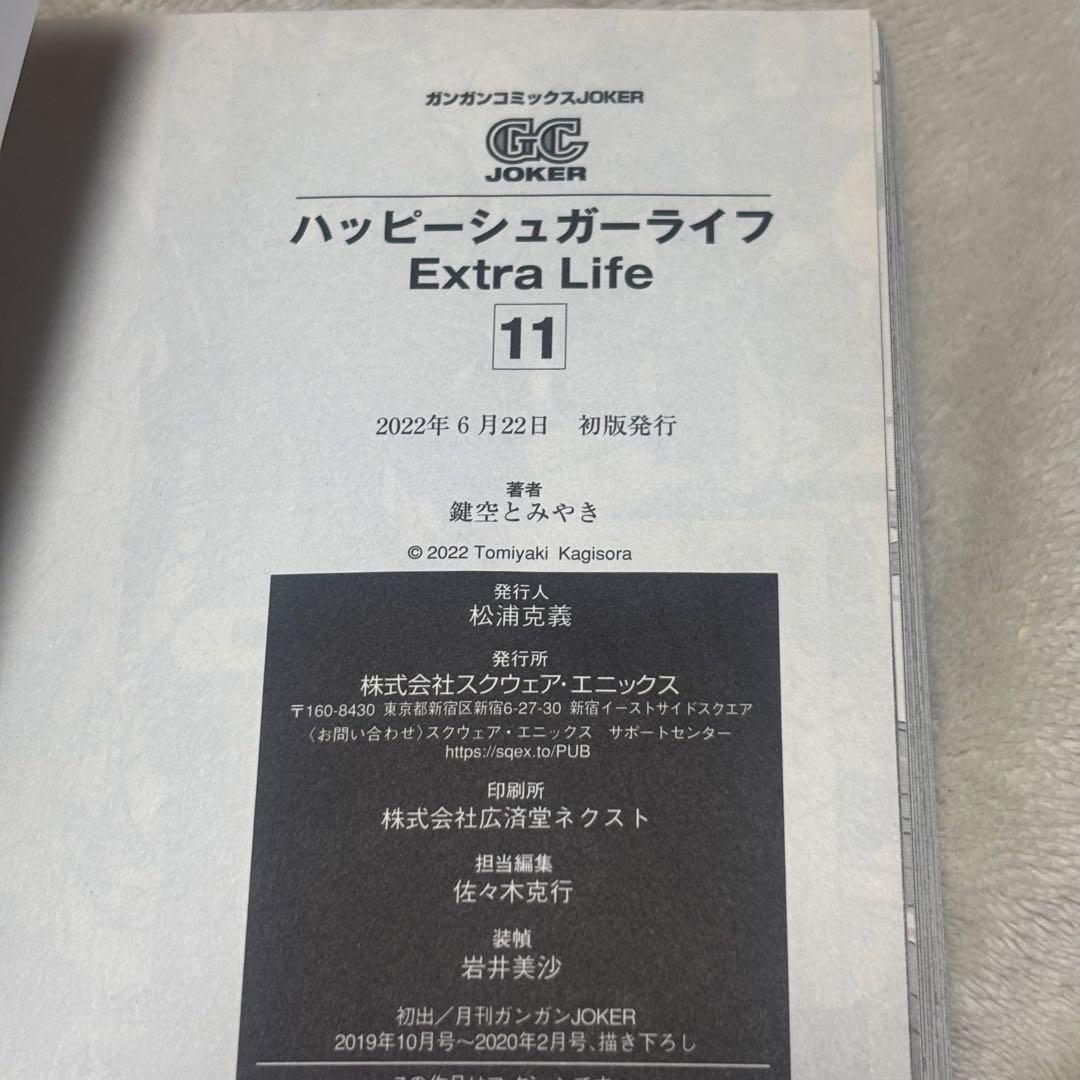 ガンガンコミックスJOKER
GC
JOKER
ハッピーシュガーライフ
Extra Life
11
2022年6月22日 初版発行
著者
鍵空とみやき
© 2022 Tomiyaki Kagisora
発行人
松浦克義
発行所
株式会社スクウェア・エニックス
〒160-8430 東京都新宿区新宿6-27-30 新宿イーストサイドスクエア
〈お問い合わせ〉スクウェア・エニックス サポートセンター
https://sqex.to/PUB
印刷所
株式会社広済堂ネクスト
担当編集
佐々木克行
装幀
岩井美沙
初出／月刊ガンガンJOKER
2019年10月号～2020年2月号、描き下ろし